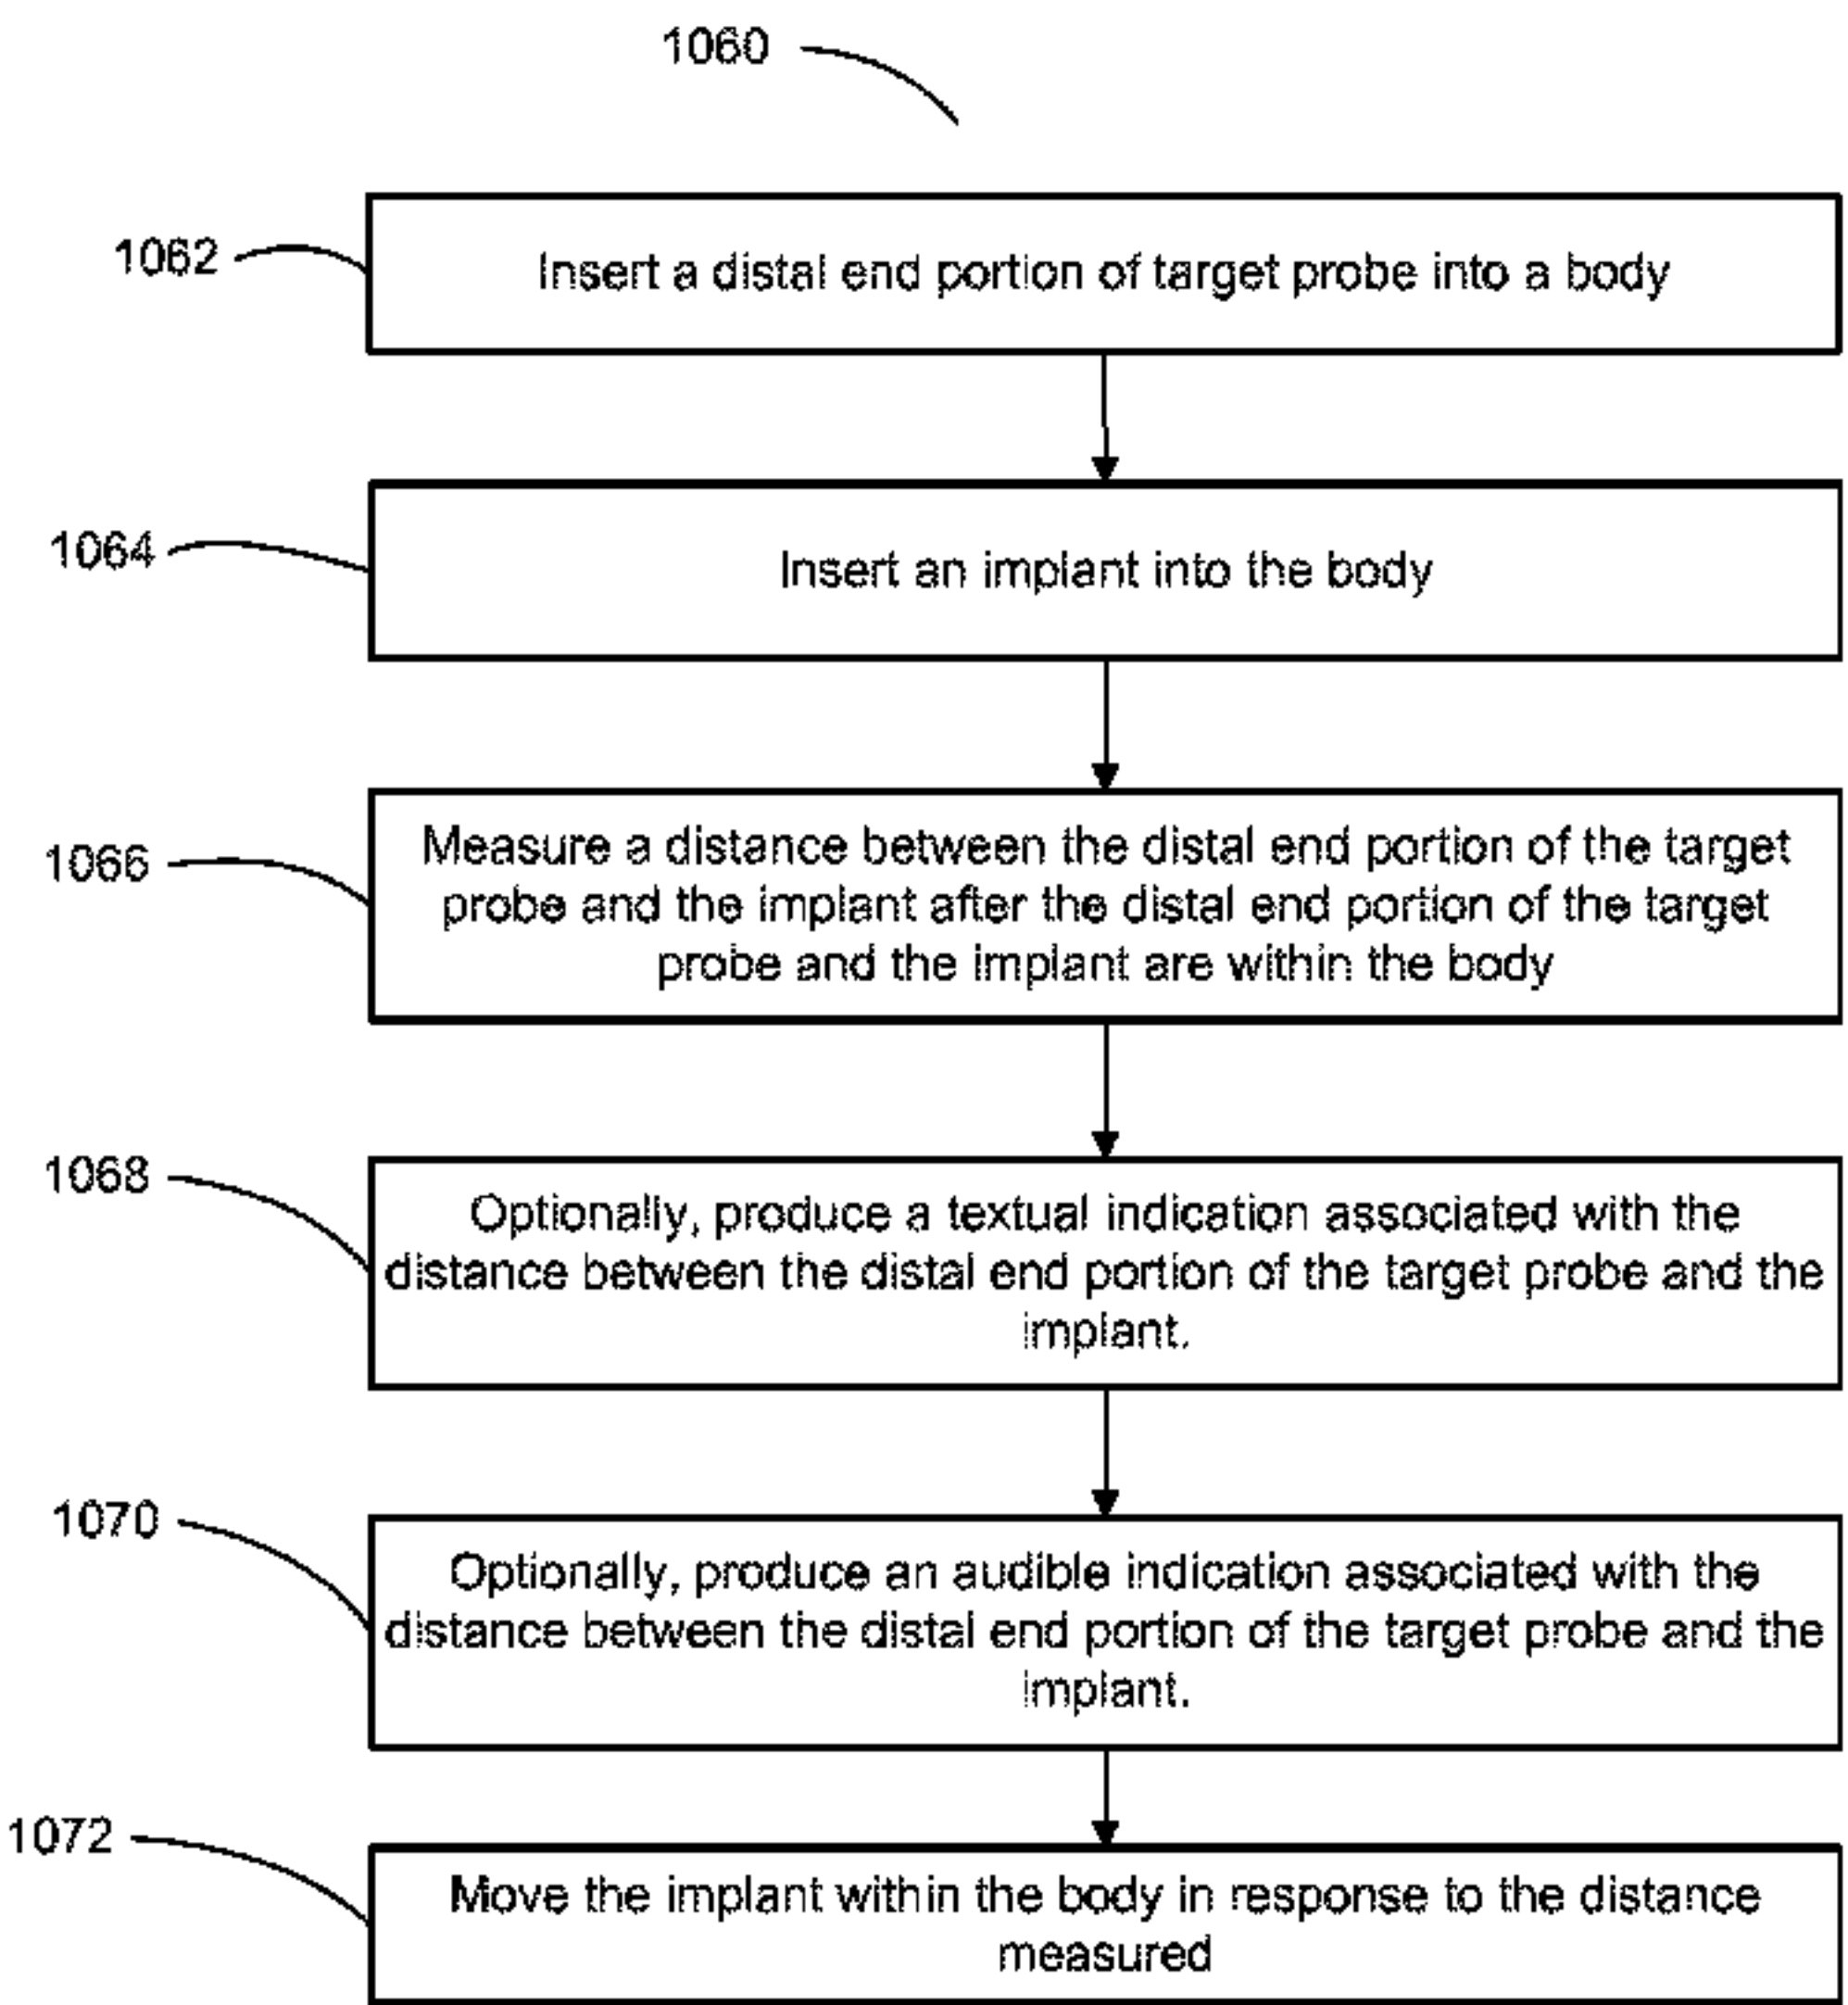 1060
1062
Insert a distal end portion of target probe into a body
1064
Insert an implant into the body
1066
Measure a distance between the distal end portion of the target
probe and the implant after the distal end portion of the target
probe and the implant are within the body
1068
Optionally, produce a textual indication associated with the
distance between the distal end portion of the target probe and the
implant.
1070
Optionally, produce an audible indication associated with the
distance between the distal end portion of the target probe and the
implant.
1072
Move the implant within the body in response to the distance
measured